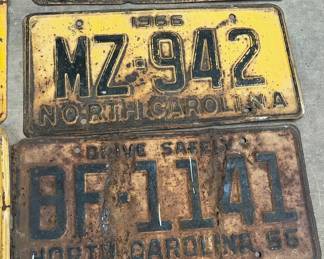 1966
MZ·942
NORTH CAROLINA
DRIVE SAFELY
BF-1141
NORTH CAROLINA 56